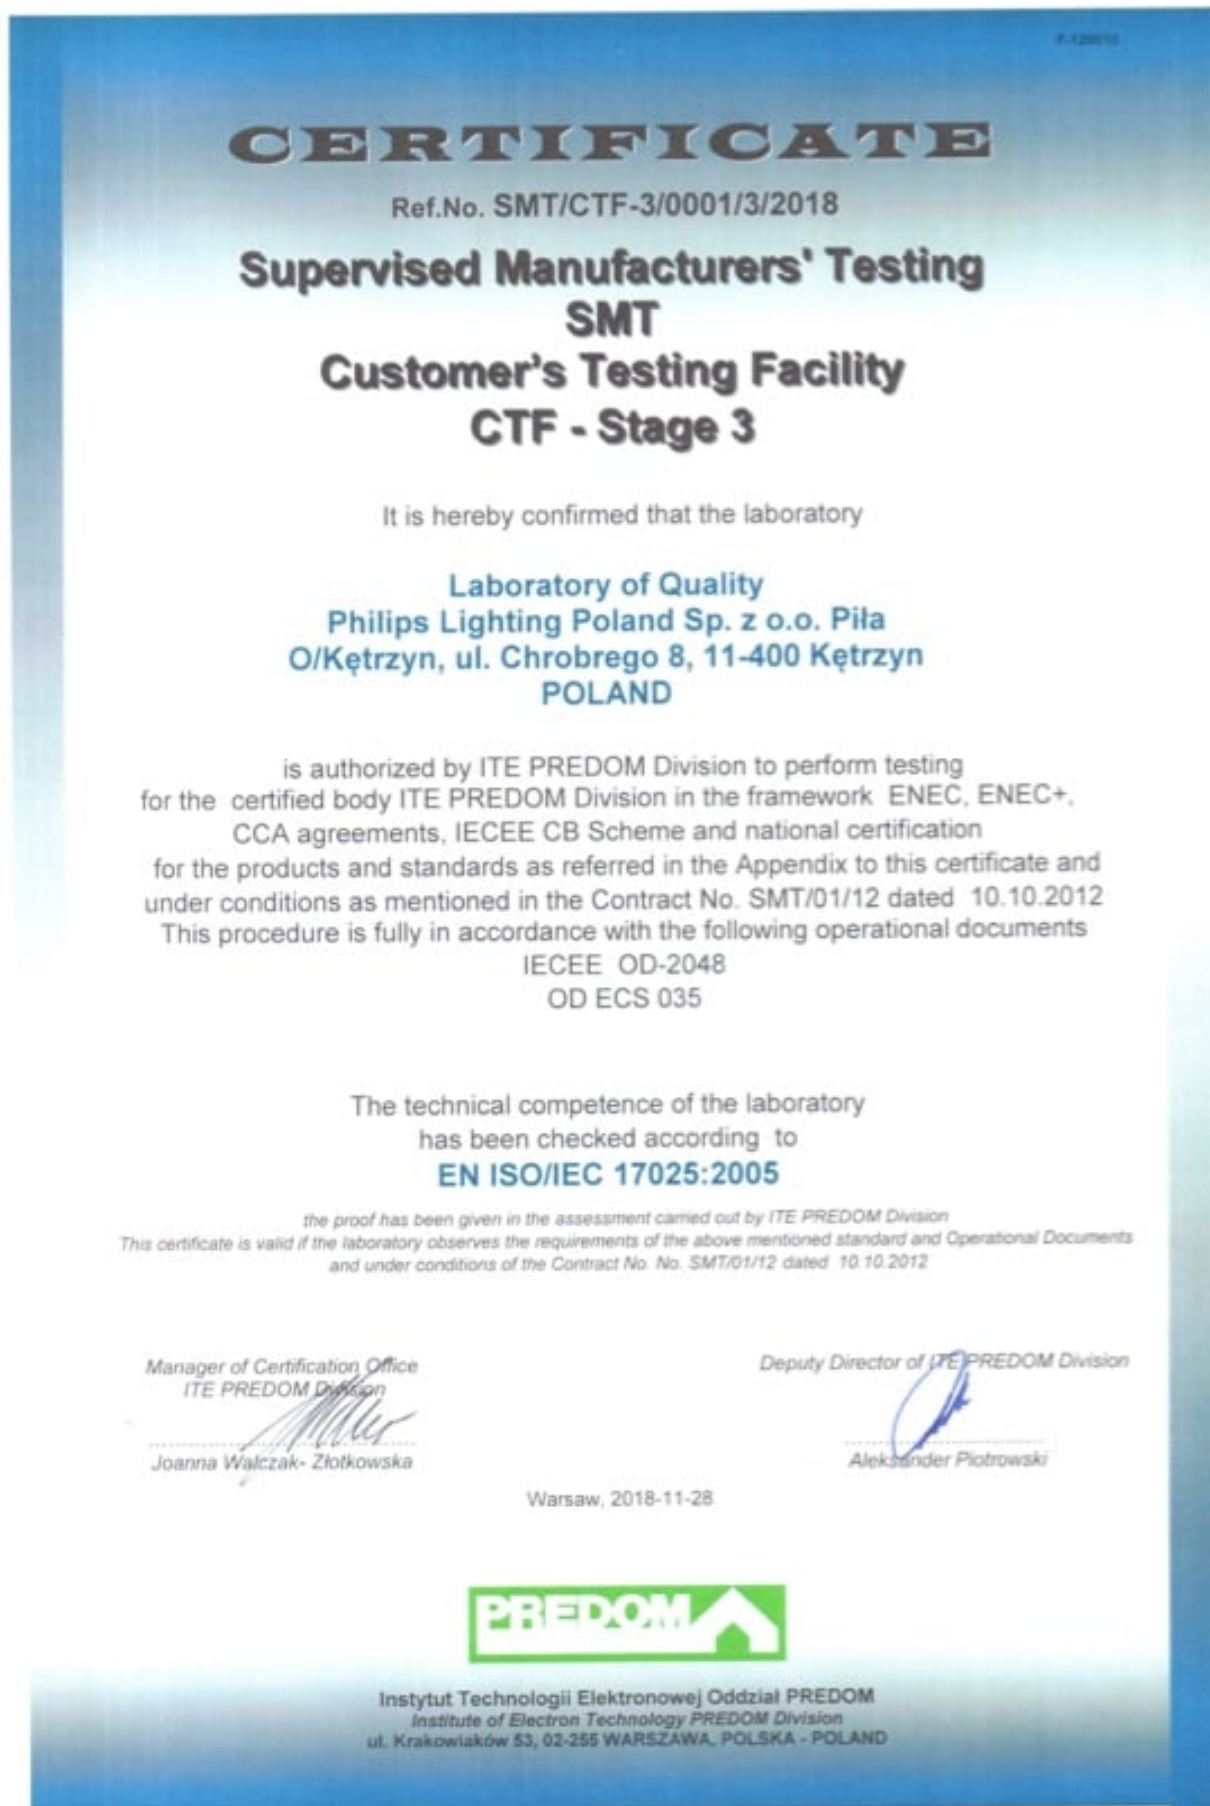 CERTIFICATE
Ref.No. SMT/CTF-3/0001/3/2018
Supervised Manufacturers' Testing
SMT
Customer's Testing Facility
CTF - Stage 3
It is hereby confirmed that the laboratory
Laboratory of Quality
Philips Lighting Poland Sp. z o.o. Piła
O/Kętrzyn, ul. Chrobrego 8, 11-400 Kętrzyn
POLAND
is authorized by ITE PREDOM Division to perform testing
for the certified body ITE PREDOM Division in the framework ENEC, ENEC+,
CCA agreements, IECEE CB Scheme and national certification
for the products and standards as referred in the Appendix to this certificate and
under conditions as mentioned in the Contract No. SMT/01/12 dated 10.10.2012
This procedure is fully in accordance with the following operational documents
IECEE OD-2048
OD ECS 035
The technical competence of the laboratory
has been checked according to
EN ISO/IEC 17025:2005
the proof has been given in the assessment carried out by ITE PREDOM Division
This certificate is valid if the laboratory observes the requirements of the above mentioned standard and Operational Documents
and under conditions of the Contract No. No. SMT/01/12 dated 10.10.2012
Manager of Certification Office
ITE PREDOM Division
Joanna Walczak- Złotkowska
Deputy Director of ITE PREDOM Division
Aleksander Piotrowski
Warsaw, 2018-11-28
PREDOM
Instytut Technologii Elektronowej Oddział PREDOM
Institute of Electron Technology PREDOM Division
ul. Krakowiaków 53, 02-255 WARSZAWA, POLSKA - POLAND